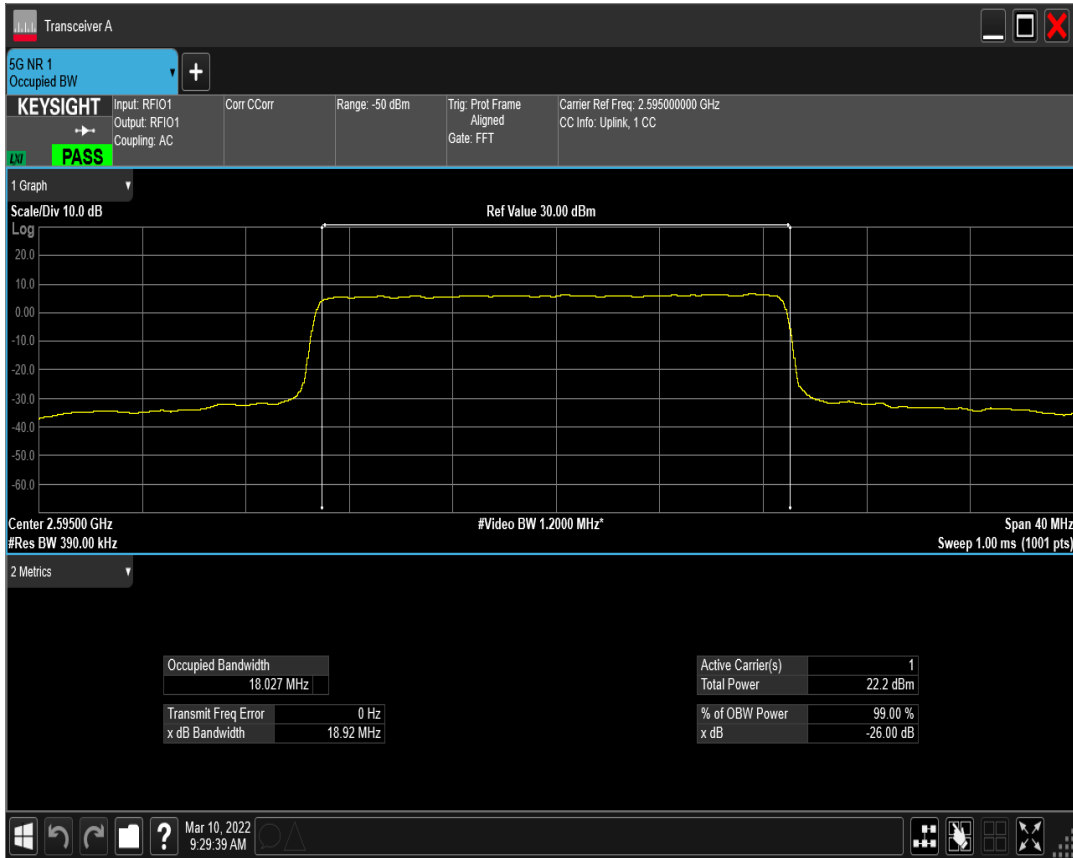 Transceiver A
5G NR 1
Occupied BW
+
KEYSIGHT
LXI
PASS
Input: RFIO1
Output: RFIO1
Coupling: AC
Corr CCorr
Range: -50 dBm
Trig: Prot Frame
Aligned
Gate: FFT
Carrier Ref Freq: 2.595000000 GHz
CC Info: Uplink, 1 CC
1 Graph
Scale/Div 10.0 dB
Ref Value 30.00 dBm
Log
20.0
10.0
0.00
-10.0
-20.0
-30.0
-40.0
-50.0
-60.0
Center 2.59500 GHz
#Video BW 1.2000 MHz*
Span 40 MHz
#Res BW 390.00 kHz
Sweep 1.00 ms (1001 pts)
2 Metrics
Occupied Bandwidth
18.027 MHz
Transmit Freq Error 0 Hz
x dB Bandwidth 18.92 MHz
Active Carrier(s) 1
Total Power 22.2 dBm
% of OBW Power 99.00 %
x dB -26.00 dB
?
Mar 10, 2022
9:29:39 AM